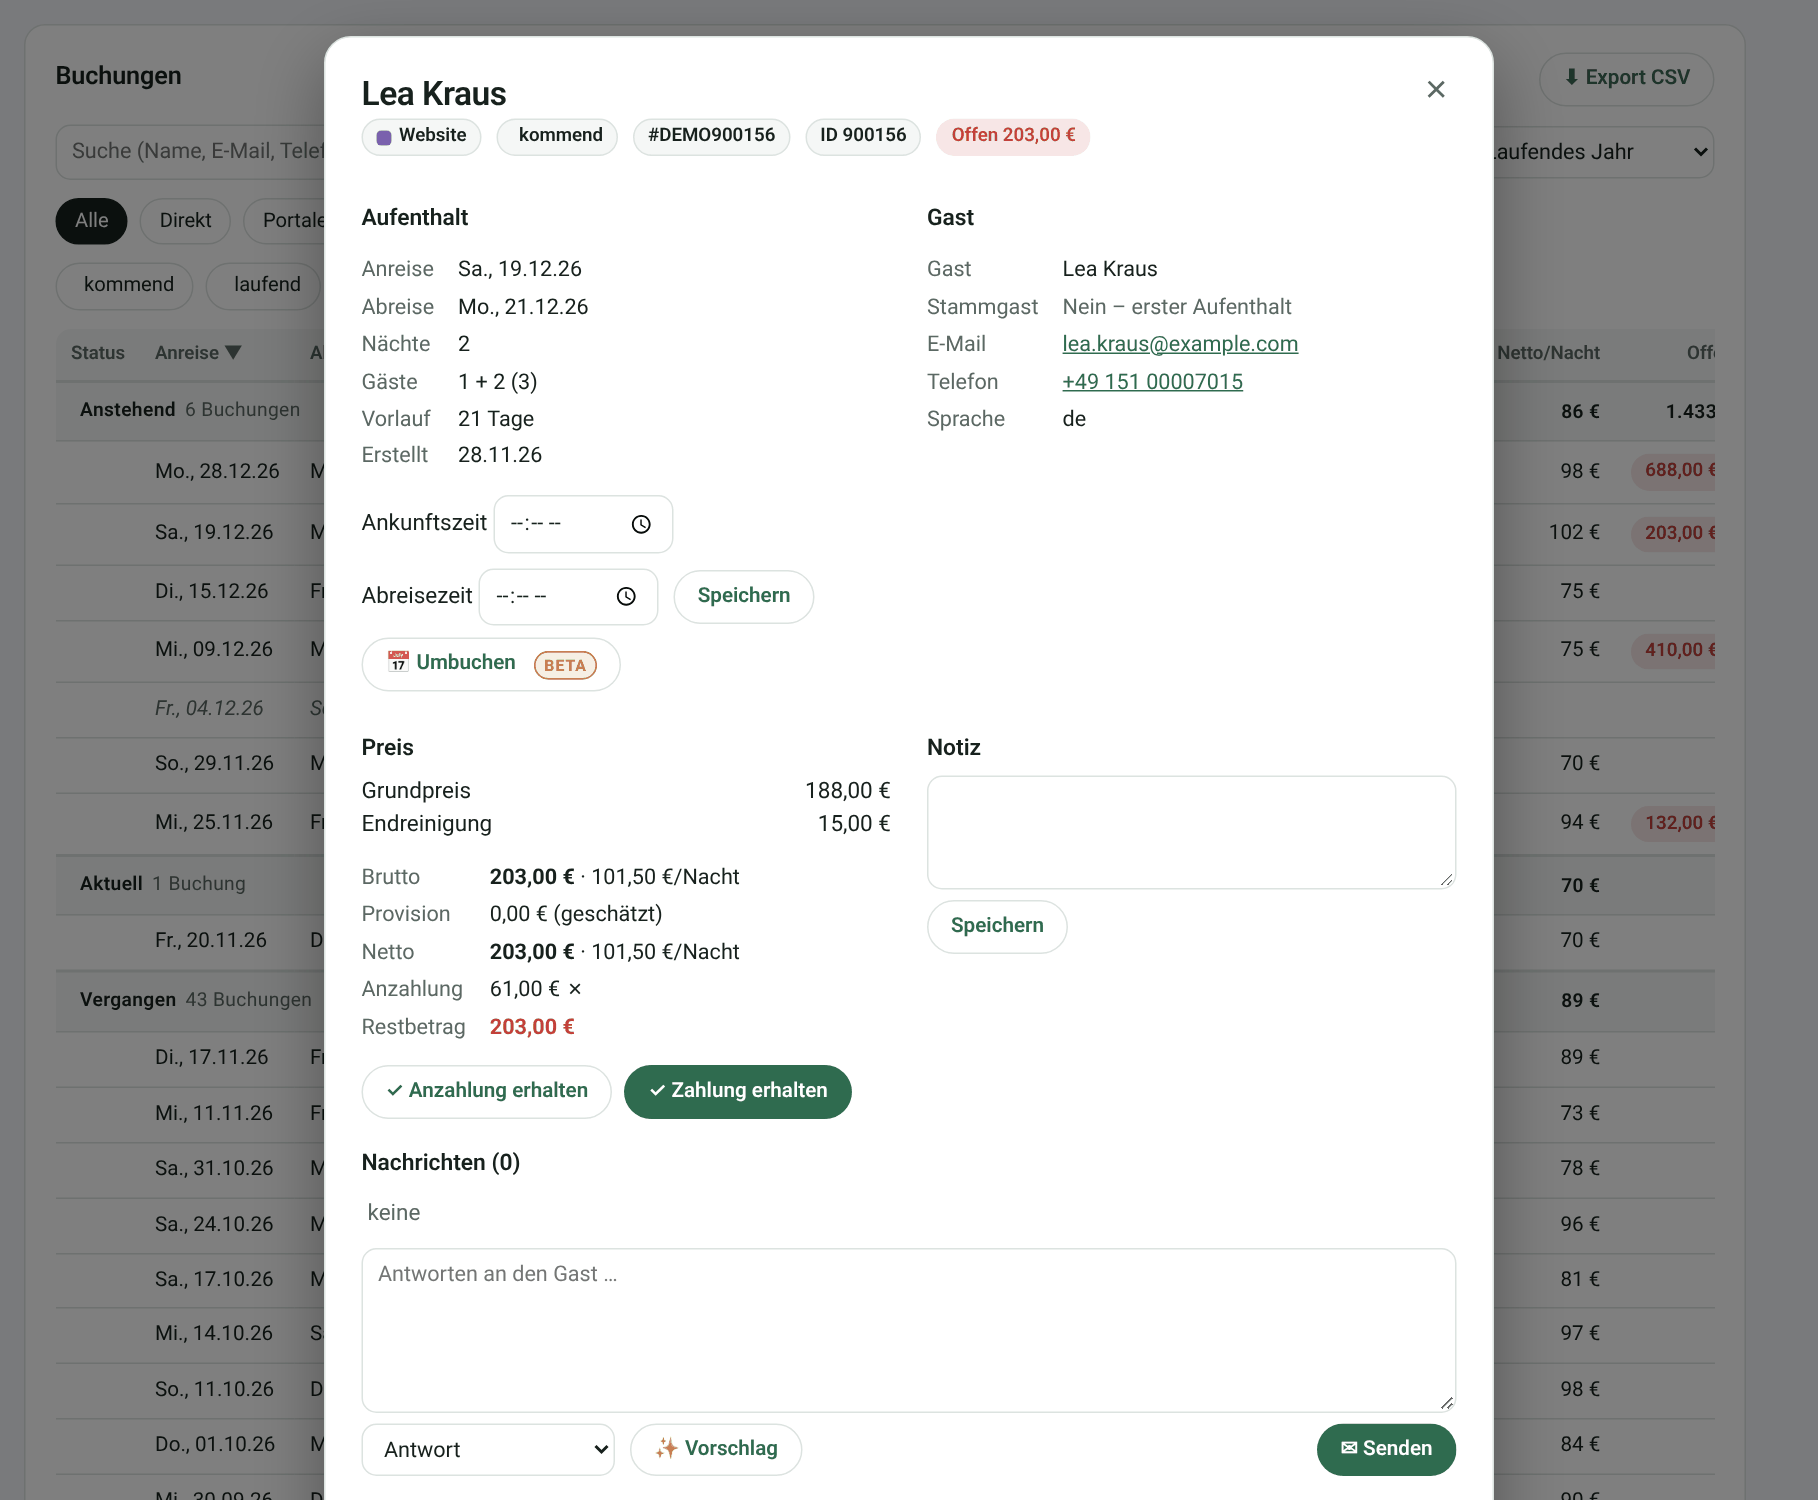 Buchungen
⬇ Export CSV
Suche (Name, E-Mail, Telef
Laufendes Jahr
Alle
Direkt
Portale
kommend
laufend
Status Anreise ▼ Netto/Nacht
Anstehend 6 Buchungen 86 € 1.433
Mo., 28.12.26 98 € 688,00 €
Sa., 19.12.26 102 € 203,00 €
Di., 15.12.26 75 €
Mi., 09.12.26 75 € 410,00 €
Fr., 04.12.26
So., 29.11.26 70 €
Mi., 25.11.26 94 € 132,00 €
Aktuell 1 Buchung 70 €
Fr., 20.11.26 70 €
Vergangen 43 Buchungen 89 €
Di., 17.11.26 89 €
Mi., 11.11.26 73 €
Sa., 31.10.26 78 €
Sa., 24.10.26 96 €
Sa., 17.10.26 81 €
Mi., 14.10.26 97 €
So., 11.10.26 98 €
Do., 01.10.26 84 €
Mi., 30.09.26 90 €
Lea Kraus
×
Website
kommend
#DEMO900156
ID 900156
Offen 203,00 €
Aufenthalt
Anreise Sa., 19.12.26
Abreise Mo., 21.12.26
Nächte 2
Gäste 1 + 2 (3)
Vorlauf 21 Tage
Erstellt 28.11.26
Ankunftszeit --:-- --
Abreisezeit --:-- -- Speichern
📅 Umbuchen BETA
Gast
Gast Lea Kraus
Stammgast Nein – erster Aufenthalt
E-Mail lea.kraus@example.com
Telefon +49 151 00007015
Sprache de
Preis
Grundpreis 188,00 €
Endreinigung 15,00 €
Brutto 203,00 € · 101,50 €/Nacht
Provision 0,00 € (geschätzt)
Netto 203,00 € · 101,50 €/Nacht
Anzahlung 61,00 € ×
Restbetrag 203,00 €
✓ Anzahlung erhalten
✓ Zahlung erhalten
Notiz
Speichern
Nachrichten (0)
keine
Antworten an den Gast …
Antwort
✨ Vorschlag
✉ Senden